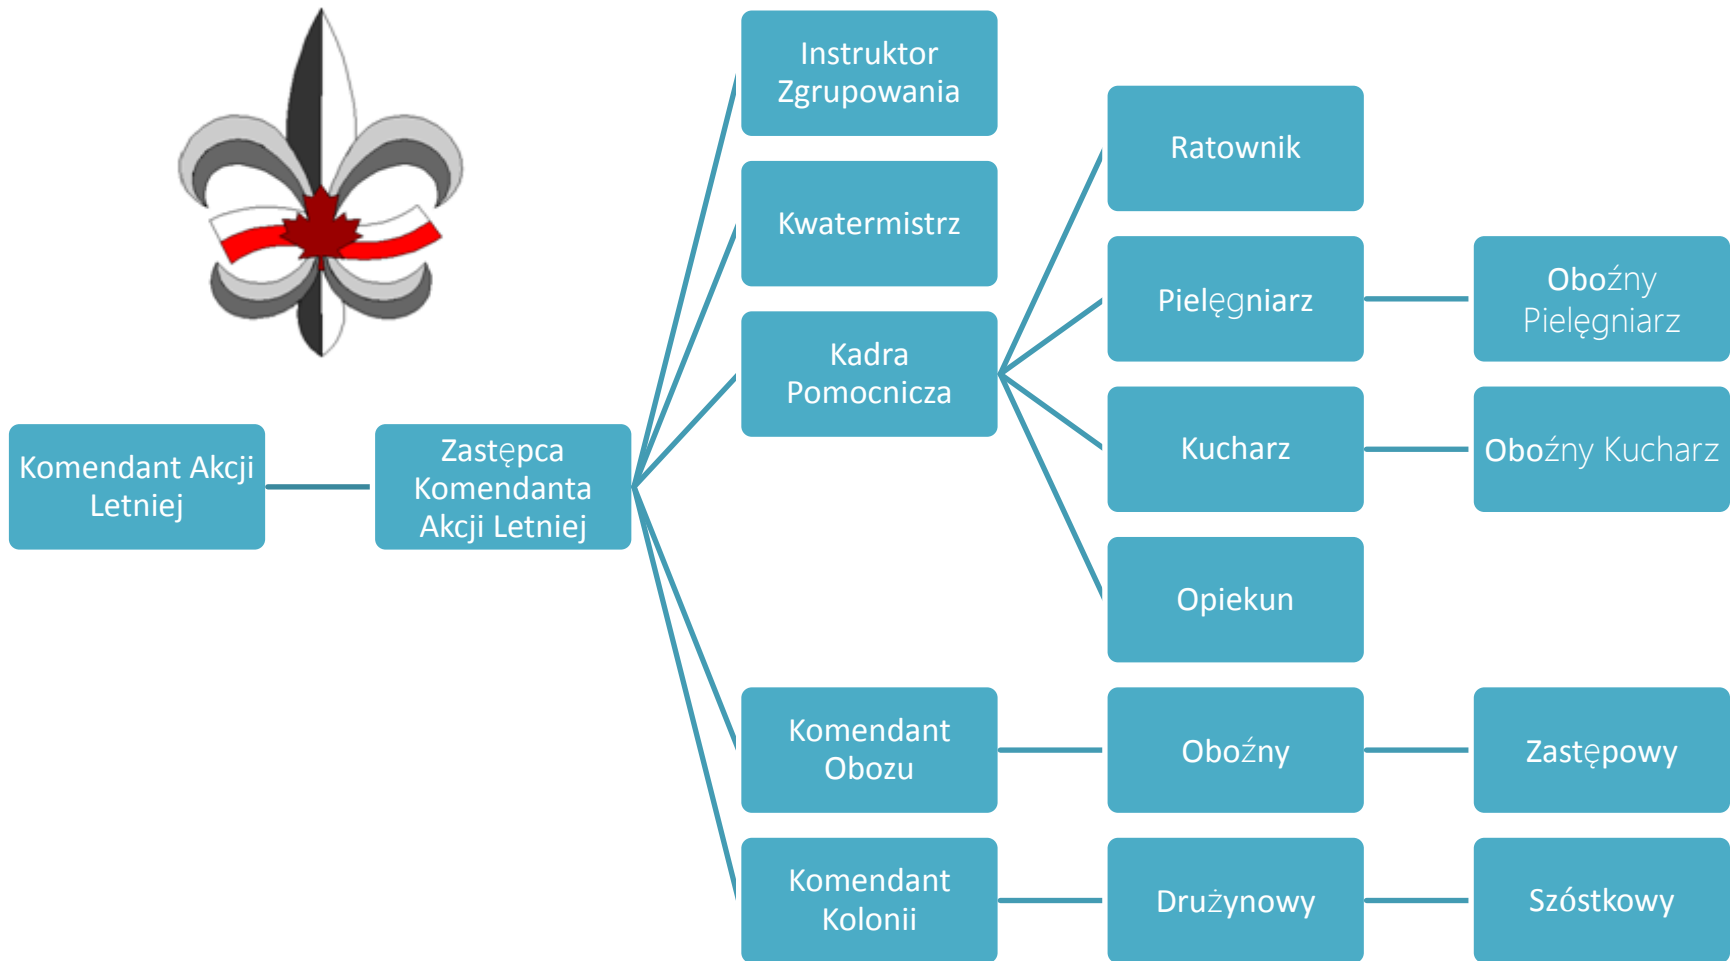 Instruktor
Zgrupowania
Ratownik
Kwatermistrz
Pielęgniarz
Oboźny
Pielęgniarz
Kadra
Pomocnicza
Komendant Akcji
Letniej
Zastępca
Komendanta
Akcji Letniej
Kucharz
Oboźny Kucharz
Opiekun
Komendant
Obozu
Oboźny
Zastępowy
Komendant
Kolonii
Drużynowy
Szóstkowy